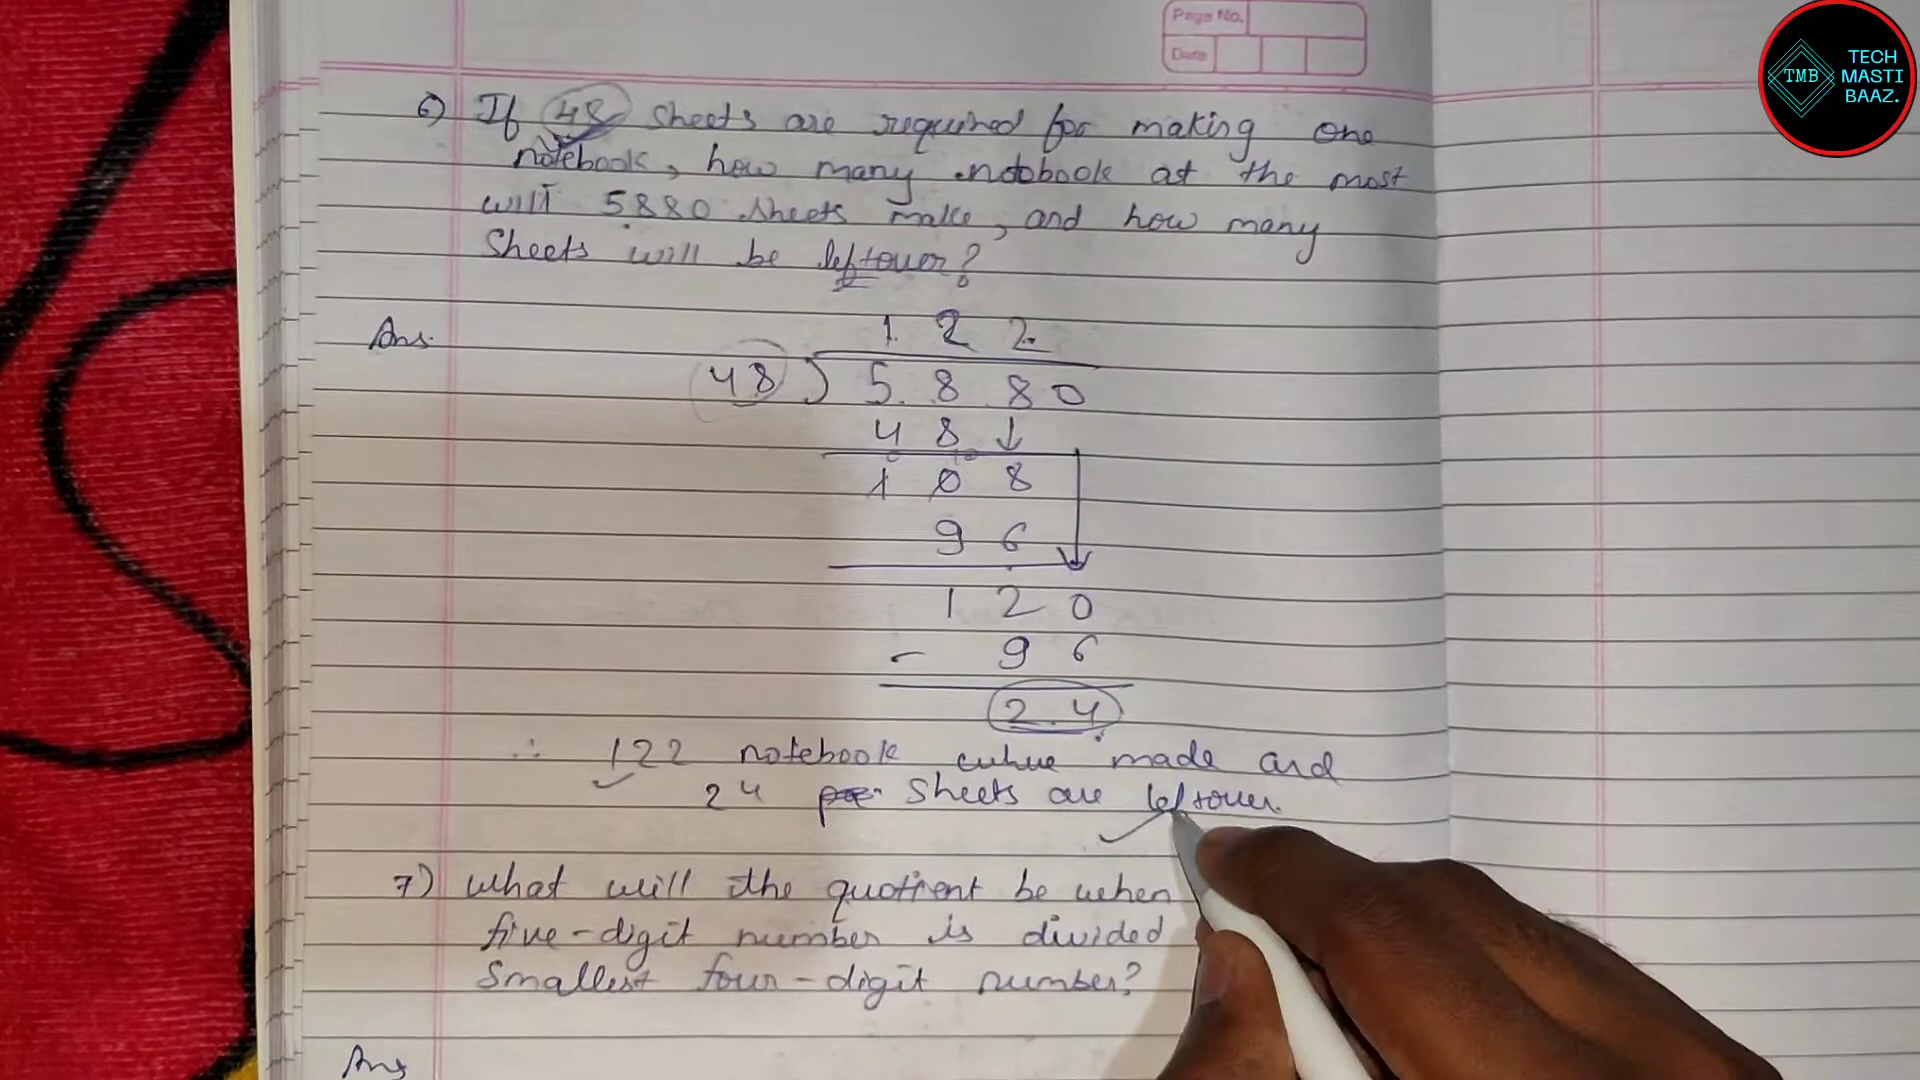 Page No.
Date
TMB
TECH
MASTI
BAAZ.
6) If 48 sheets are required for making one
notebook, how many notobook at the most
will 5880 sheets make, and how many
Sheets will be leftover?
Ans.
1 2 2
48) 5 8 8 0
4 8 ↓
1 0 8
9 6
1 2 0
- 9 6
2 4
∴ 122 notebook made and
24 sheets are leftover.
7) What will the quotient be when
five-digit number is divided
Smallest four-digit number?
Ans